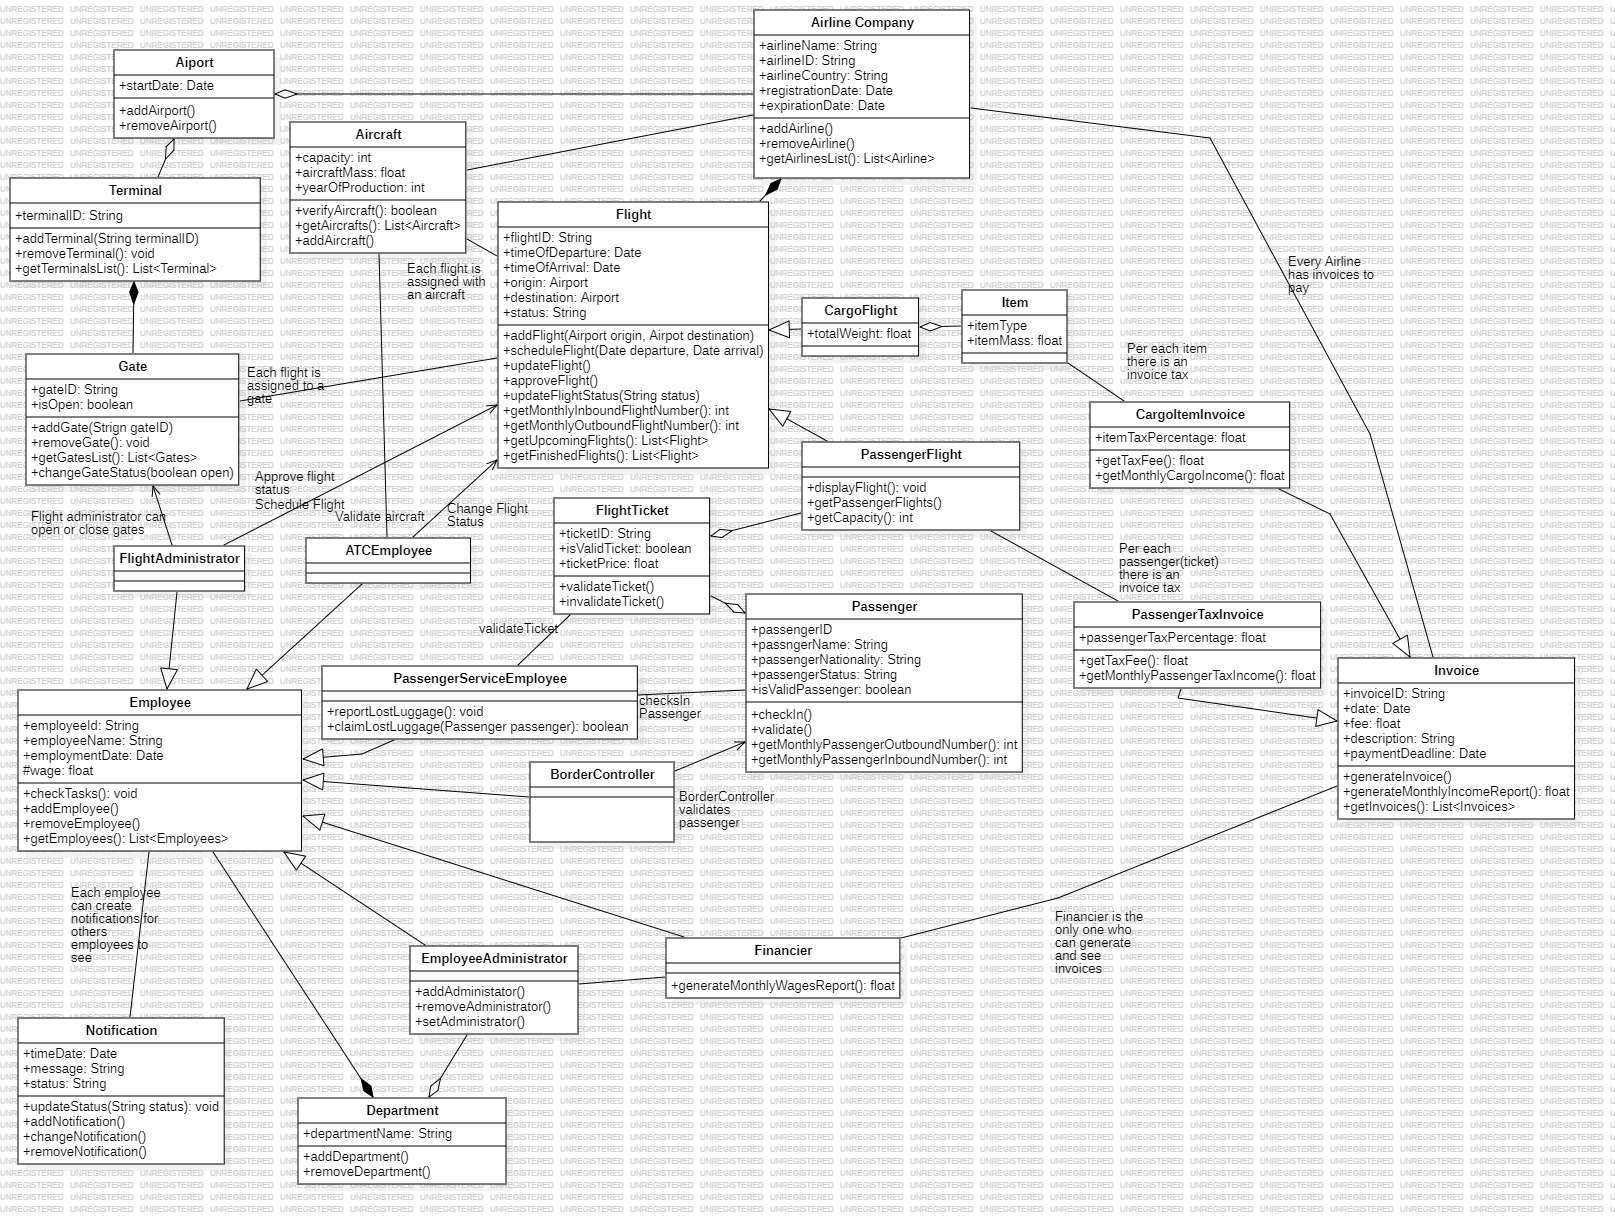 Airline Company
+airlineName: String
+airlineID: String
+airlineCountry: String
+registrationDate: Date
+expirationDate: Date
+addAirline()
+removeAirline()
+getAirlinesList(): List<Airline>
Aiport
+startDate: Date
+addAirport()
+removeAirport()
Aircraft
+capacity: int
+aircraftMass: float
+yearOfProduction: int
+verifyAircraft(): boolean
+getAircrafts(): List<Aircraft>
+addAircraft()
Terminal
+terminalID: String
+addTerminal(String terminalID)
+removeTerminal(): void
+getTerminalsList(): List<Terminal>
Flight
+flightID: String
+timeOfDeparture: Date
+timeOfArrival: Date
+origin: Airport
+destination: Airport
+status: String
+addFlight(Airport origin, Airpot destination)
+scheduleFlight(Date departure, Date arrival)
+updateFlight()
+approveFlight()
+updateFlightStatus(String status)
+getMonthlyInboundFlightNumber(): int
+getMonthlyOutboundFlightNumber(): int
+getUpcomingFlights(): List<Flight>
+getFinishedFlights(): List<Flight>
Each flight is
assigned with
an aircraft
Every Airline
has invoices to
pay
CargoFlight
+totalWeight: float
Item
+itemType
+itemMass: float
Per each item
there is an
invoice tax
Gate
+gateID: String
+isOpen: boolean
+addGate(Strign gateID)
+removeGate(): void
+getGatesList(): List<Gates>
+changeGateStatus(boolean open)
Each flight is
assigned to a
gate
CargoItemInvoice
+itemTaxPercentage: float
+getTaxFee(): float
+getMonthlyCargoIncome(): float
PassengerFlight
+displayFlight(): void
+getPassengerFlights()
+getCapacity(): int
Approve flight
status
Schedule Flight
Flight administrator can
open or close gates
Validate aircraft
Change Flight
Status
FlightTicket
+ticketID: String
+isValidTicket: boolean
+ticketPrice: float
+validateTicket()
+invalidateTicket()
FlightAdministrator
ATCEmployee
Per each
passenger(ticket)
there is an
invoice tax
Passenger
+passengerID
+passngerName: String
+passengerNationality: String
+passengerStatus: String
+isValidPassenger: boolean
+checkIn()
+validate()
+getMonthlyPassengerOutboundNumber(): int
+getMonthlyPassengerInboundNumber(): int
PassengerTaxInvoice
+passengerTaxPercentage: float
+getTaxFee(): float
+getMonthlyPassengerTaxIncome(): float
validateTicket
PassengerServiceEmployee
+reportLostLuggage(): void
+claimLostLuggage(Passenger passenger): boolean
checksIn
Passenger
Invoice
+invoiceID: String
+date: Date
+fee: float
+description: String
+paymentDeadline: Date
+generateInvoice()
+generateMonthlyIncomeReport(): float
+getInvoices(): List<Invoices>
Employee
+employeeId: String
+employeeName: String
+employmentDate: Date
#wage: float
+checkTasks(): void
+addEmployee()
+removeEmployee()
+getEmployees(): List<Employees>
BorderController
BorderController
validates
passenger
Each employee
can create
notifications for
others
employees to
see
Financier is the
only one who
can generate
and see
invoices
EmployeeAdministrator
+addAdministator()
+removeAdministrator()
+setAdministrator()
Financier
+generateMonthlyWagesReport(): float
Notification
+timeDate: Date
+message: String
+status: String
+updateStatus(String status): void
+addNotification()
+changeNotification()
+removeNotification()
Department
+departmentName: String
+addDepartment()
+removeDepartment()